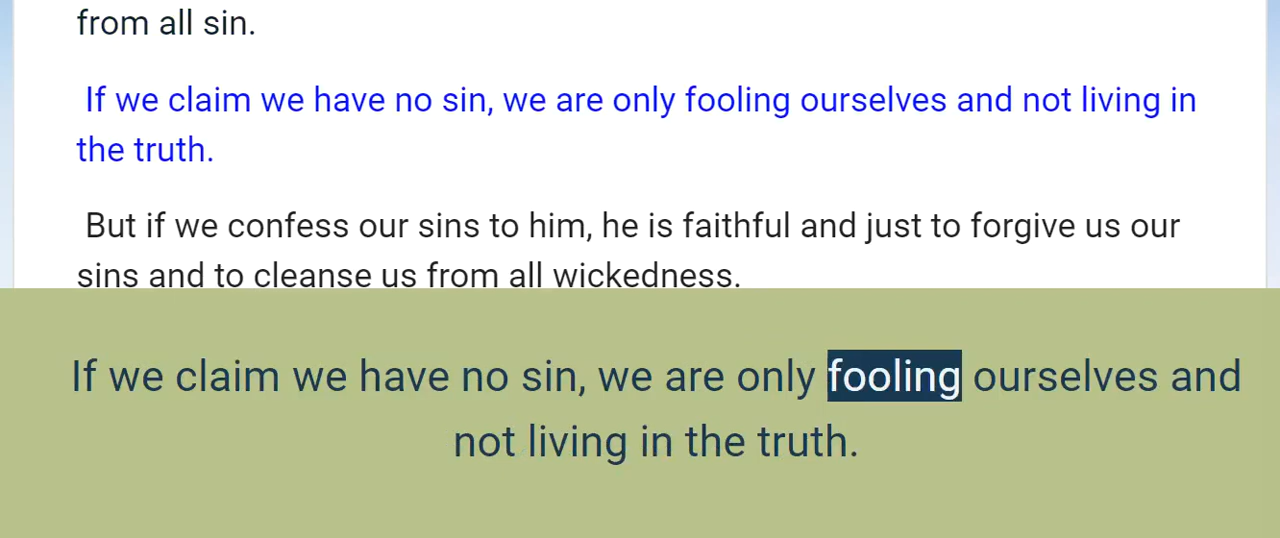 from all sin.
If we claim we have no sin, we are only fooling ourselves and not living in
the truth.
But if we confess our sins to him, he is faithful and just to forgive us our
sins and to cleanse us from all wickedness.
If we claim we have no sin, we are only fooling ourselves and
not living in the truth.